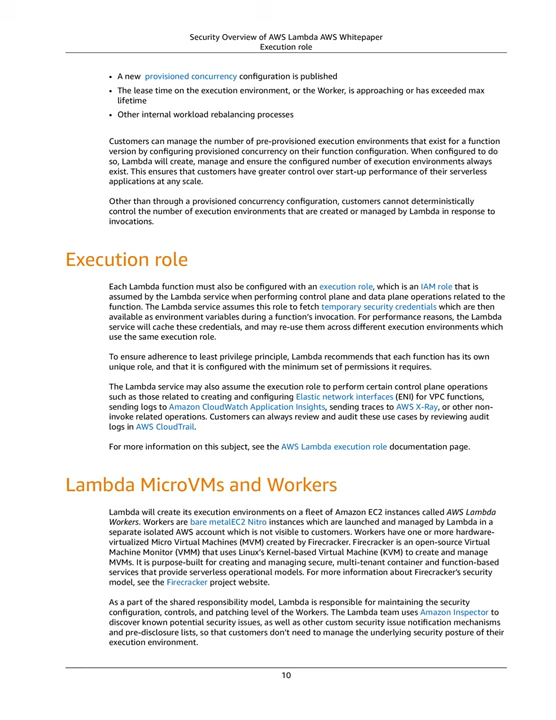 Security Overview of AWS Lambda AWS Whitepaper
Execution role
• A new provisioned concurrency configuration is published
• The lease time on the execution environment, or the Worker, is approaching or has exceeded max
lifetime
• Other internal workload rebalancing processes
Customers can manage the number of pre-provisioned execution environments that exist for a function
version by configuring provisioned concurrency on their function configuration. When configured to do
so, Lambda will create, manage and ensure the configured number of execution environments always
exist. This ensures that customers have greater control over start-up performance of their serverless
applications at any scale.
Other than through a provisioned concurrency configuration, customers cannot deterministically
control the number of execution environments that are created or managed by Lambda in response to
invocations.
Execution role
Each Lambda function must also be configured with an execution role, which is an IAM role that is
assumed by the Lambda service when performing control plane and data plane operations related to the
function. The Lambda service assumes this role to fetch temporary security credentials which are then
available as environment variables during a function's invocation. For performance reasons, the Lambda
service will cache these credentials, and may re-use them across different execution environments which
use the same execution role.
To ensure adherence to least privilege principle, Lambda recommends that each function has its own
unique role, and that it is configured with the minimum set of permissions it requires.
The Lambda service may also assume the execution role to perform certain control plane operations
such as those related to creating and configuring Elastic network interfaces (ENI) for VPC functions,
sending logs to Amazon CloudWatch Application Insights, sending traces to AWS X-Ray, or other non-
invoke related operations. Customers can always review and audit these use cases by reviewing audit
logs in AWS CloudTrail.
For more information on this subject, see the AWS Lambda execution role documentation page.
Lambda MicroVMs and Workers
Lambda will create its execution environments on a fleet of Amazon EC2 instances called AWS Lambda
Workers. Workers are bare metalEC2 Nitro instances which are launched and managed by Lambda in a
separate isolated AWS account which is not visible to customers. Workers have one or more hardware-
virtualized Micro Virtual Machines (MVM) created by Firecracker. Firecracker is an open-source Virtual
Machine Monitor (VMM) that uses Linux's Kernel-based Virtual Machine (KVM) to create and manage
MVMs. It is purpose-built for creating and managing secure, multi-tenant container and function-based
services that provide serverless operational models. For more information about Firecracker's security
model, see the Firecracker project website.
As a part of the shared responsibility model, Lambda is responsible for maintaining the security
configuration, controls, and patching level of the Workers. The Lambda team uses Amazon Inspector to
discover known potential security issues, as well as other custom security issue notification mechanisms
and pre-disclosure lists, so that customers don't need to manage the underlying security posture of their
execution environment.
10